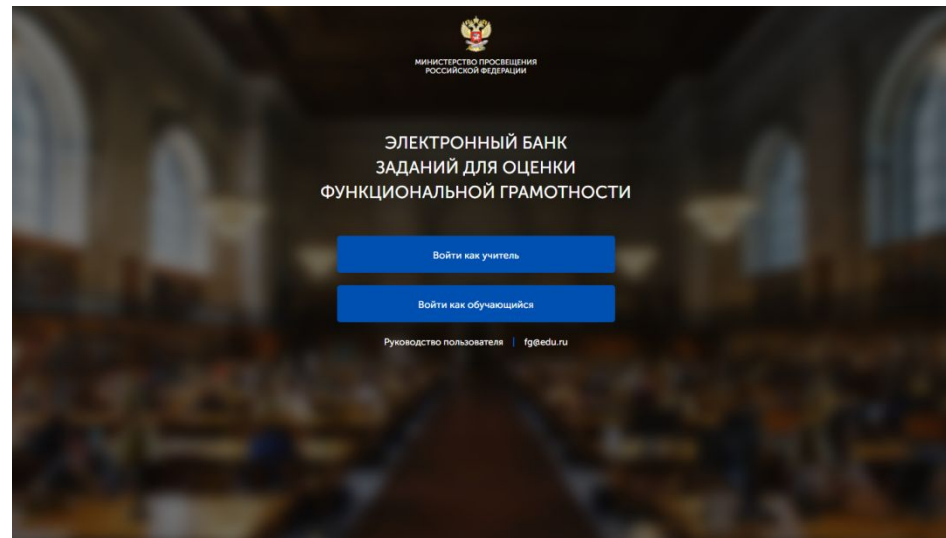 МИНИСТЕРСТВО ПРОСВЕЩЕНИЯ
РОССИЙСКОЙ ФЕДЕРАЦИИ
ЭЛЕКТРОННЫЙ БАНК
ЗАДАНИЙ ДЛЯ ОЦЕНКИ
ФУНКЦИОНАЛЬНОЙ ГРАМОТНОСТИ
Войти как учитель
Войти как обучающийся
Руководство пользователя | fg@edu.ru